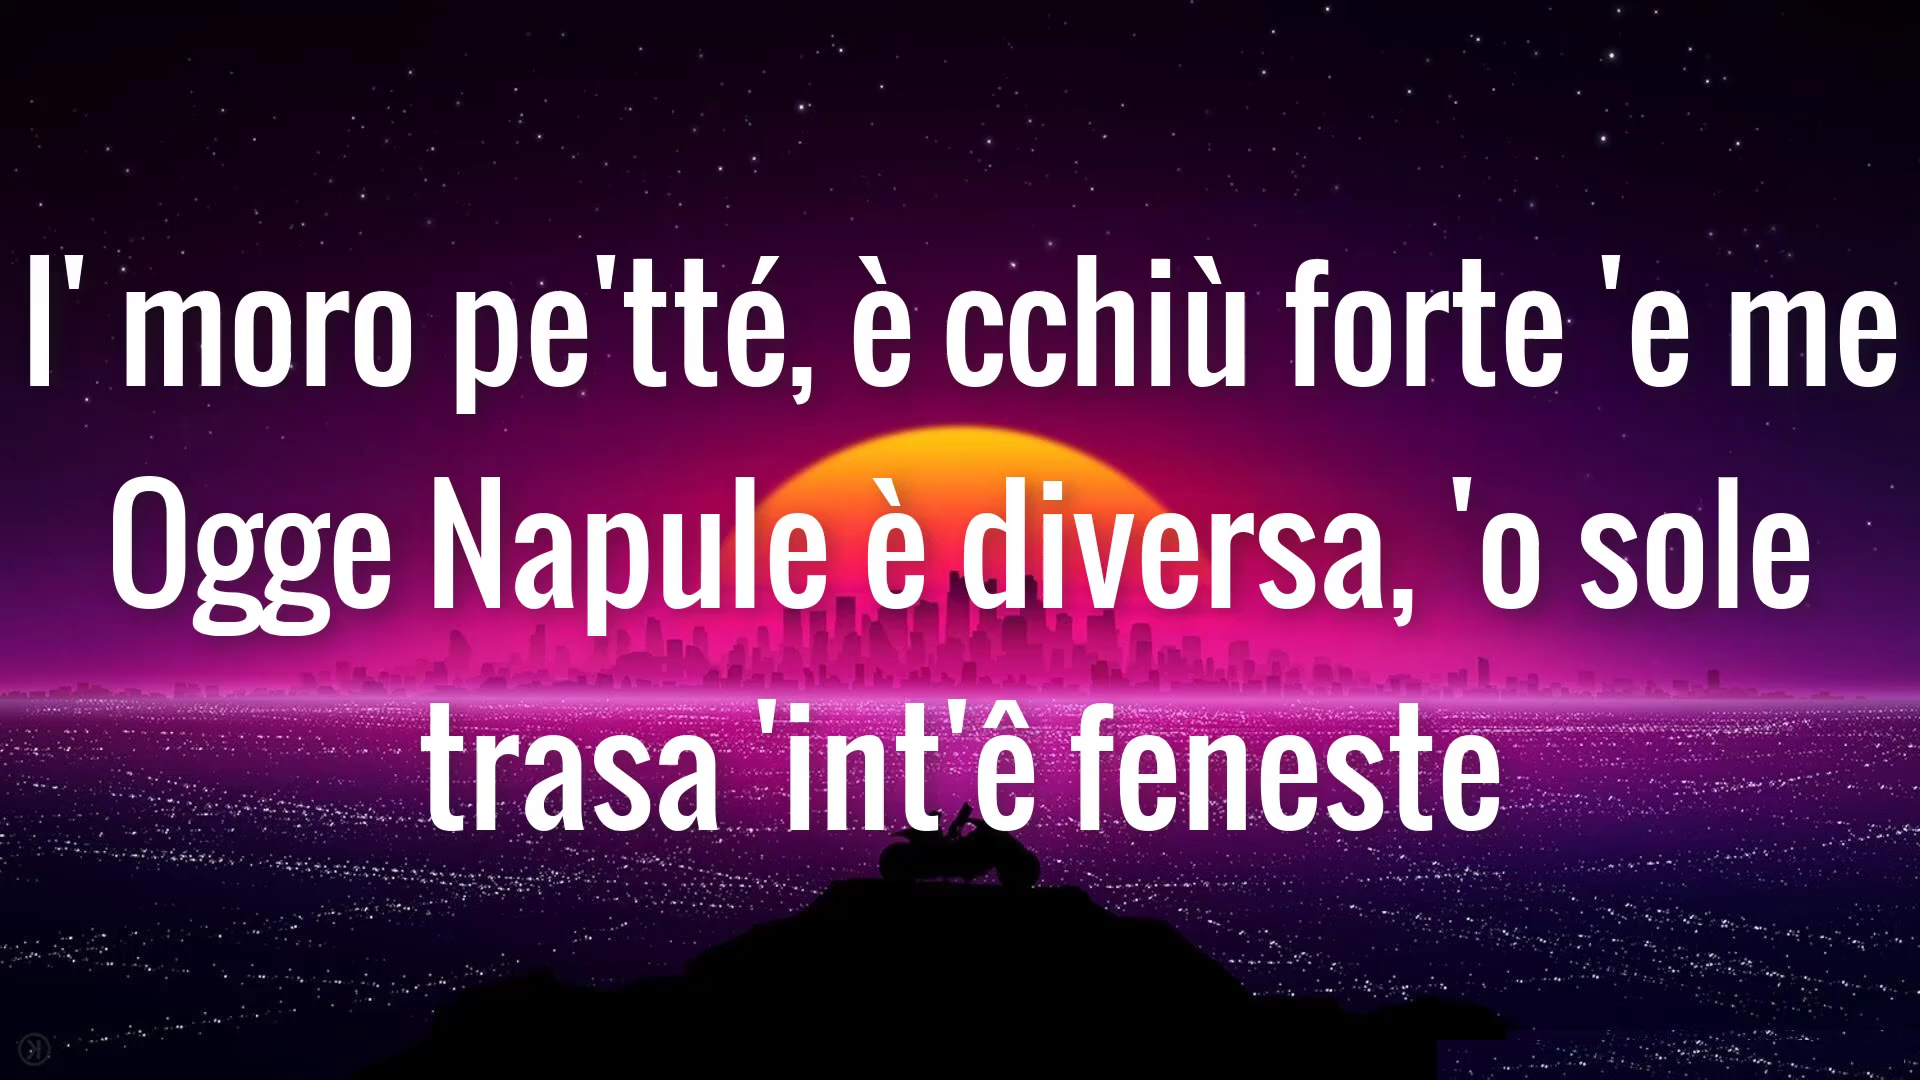 I' moro pe'tté, è cchiù forte 'e me
Ogge Napule è diversa, 'o sole
trasa 'int'ê feneste